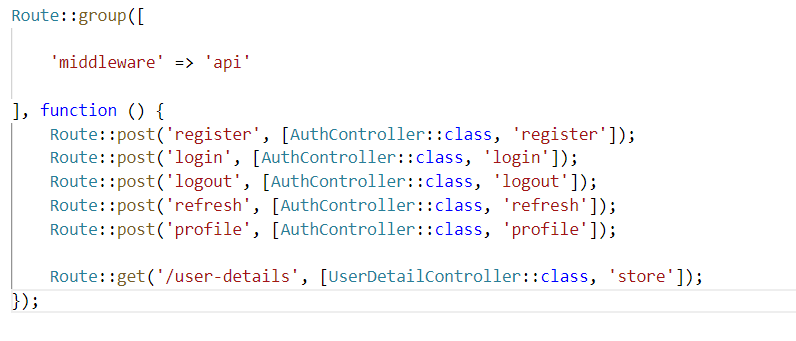 Route::group([
'middleware' => 'api'
], function () {
Route::post('register', [AuthController::class, 'register']);
Route::post('login', [AuthController::class, 'login']);
Route::post('logout', [AuthController::class, 'logout']);
Route::post('refresh', [AuthController::class, 'refresh']);
Route::post('profile', [AuthController::class, 'profile']);
Route::get('/user-details', [UserDetailController::class, 'store']);
});